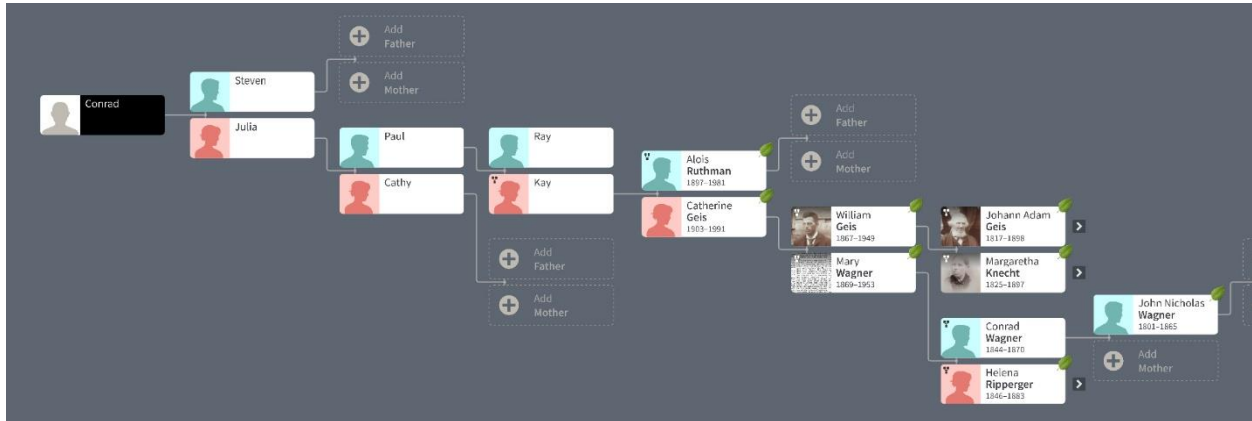 Add
Father
Add
Mother
Steven
Conrad
Julia
Paul
Cathy
Ray
Kay
Add
Father
Add
Mother
Alois
Ruthman
1897–1981
Catherine
Geis
1903–1991
Add
Father
Add
Mother
William
Geis
1867–1949
Mary
Wagner
1869–1953
Johann Adam
Geis
1817–1898
Margaretha
Knecht
1825–1897
Conrad
Wagner
1844–1870
Helena
Ripperger
1846–1883
John Nicholas
Wagner
1801–1865
Add
Mother